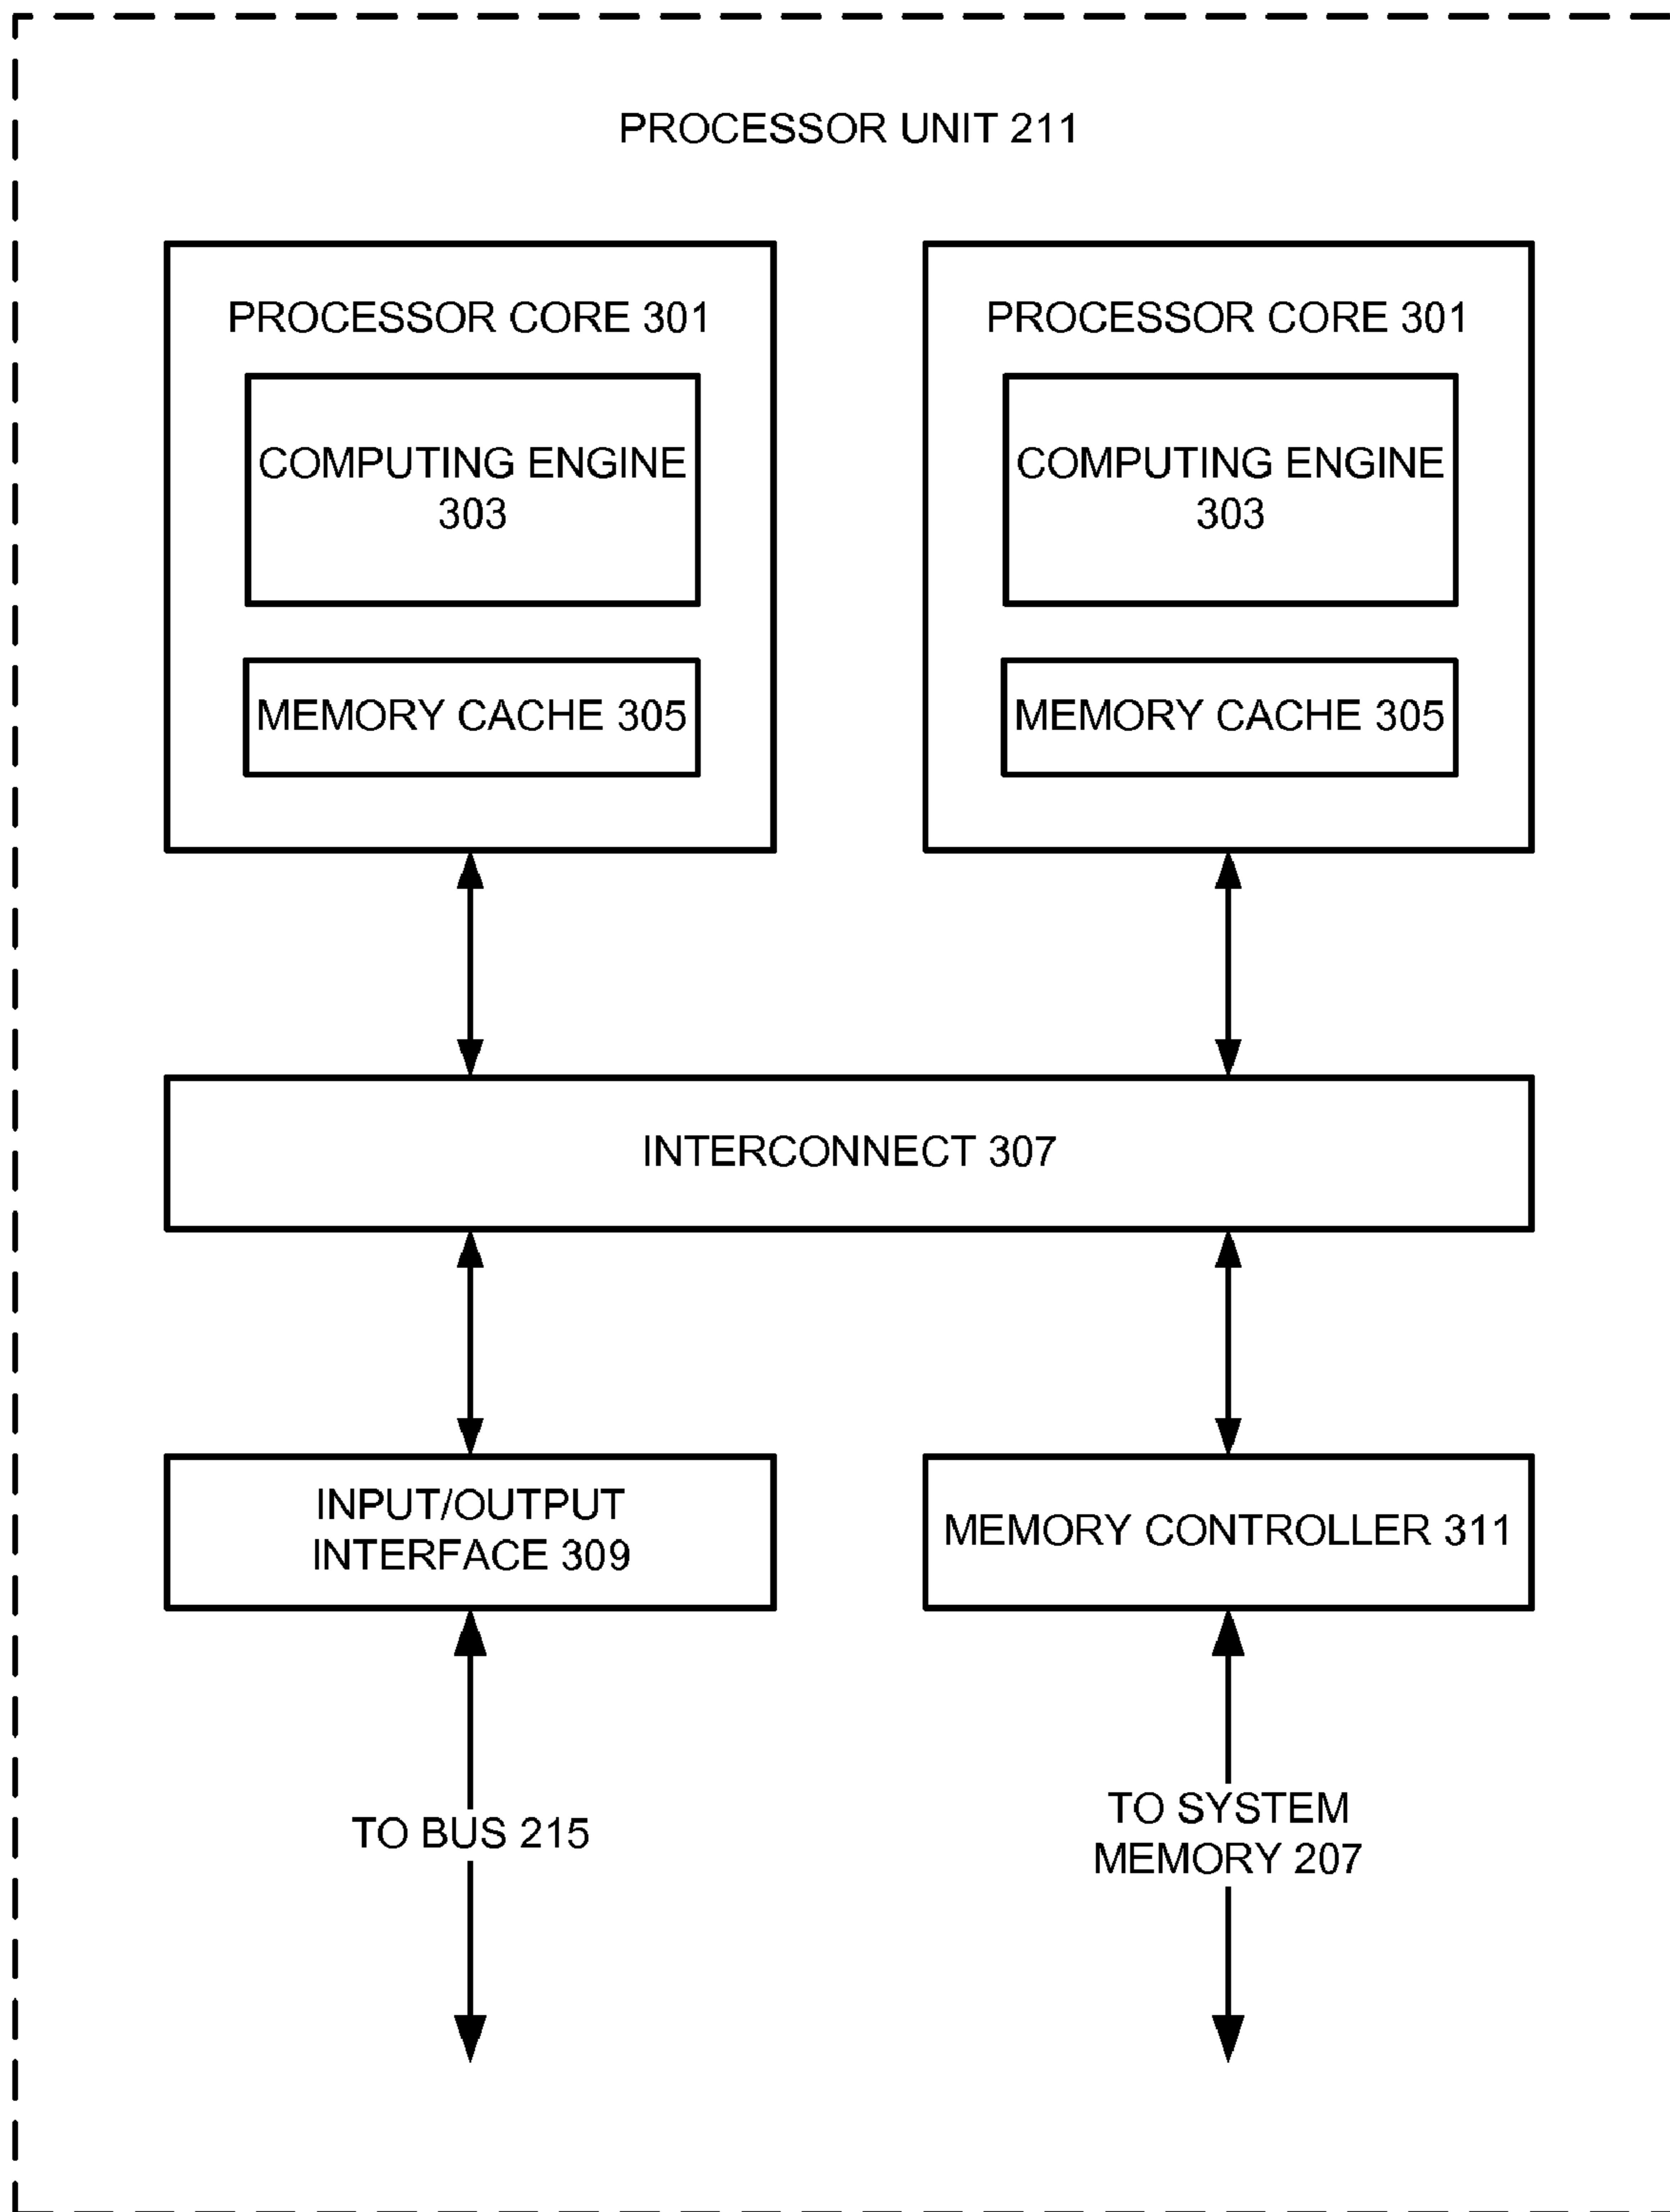 PROCESSOR UNIT 211
PROCESSOR CORE 301
COMPUTING ENGINE
303
MEMORY CACHE 305
PROCESSOR CORE 301
COMPUTING ENGINE
303
MEMORY CACHE 305
INTERCONNECT 307
INPUT/OUTPUT
INTERFACE 309
MEMORY CONTROLLER 311
TO BUS 215
TO SYSTEM
MEMORY 207